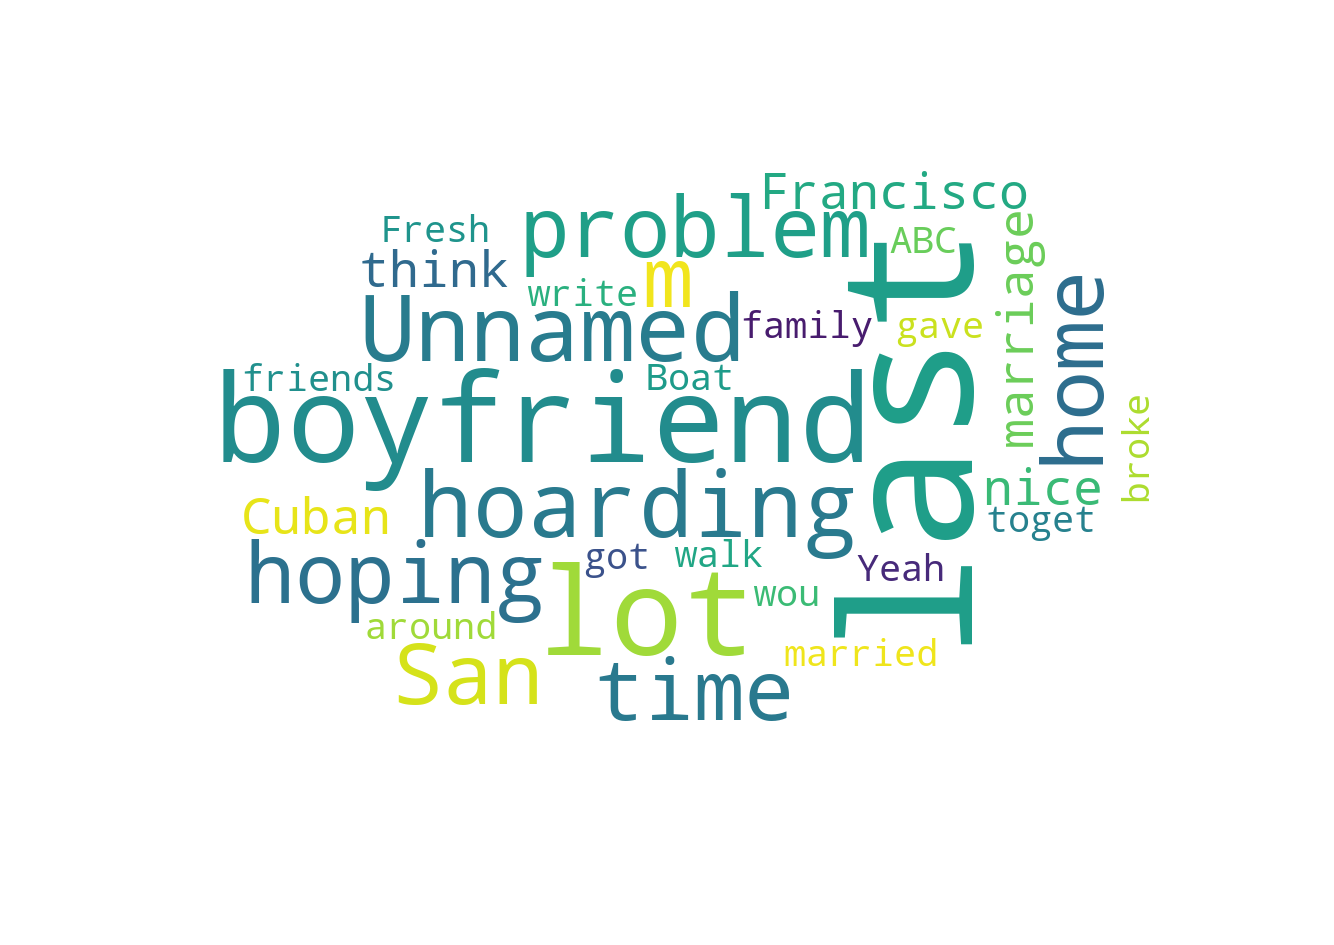 Francisco
problem
Fresh
ABC
think
m
write
Unnamed
family
gave
marriage
home
last
friends
Boat
boyfriend
broke
hoarding
nice
Cuban
toget
hoping
got
walk
Yeah
lot
wou
around
San
married
time